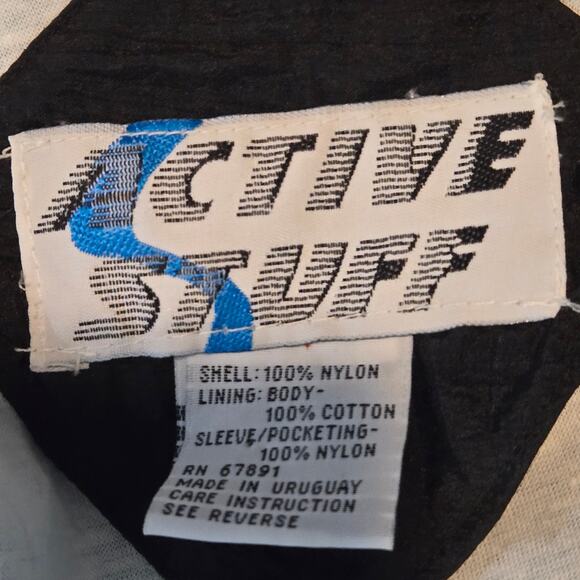 ACTIVE
STUFF
SHELL: 100% NYLON
LINING: BODY-
100% COTTON
SLEEVE/POCKETING-
100% NYLON
RN 67891
MADE IN URUGUAY
CARE INSTRUCTION
SEE REVERSE